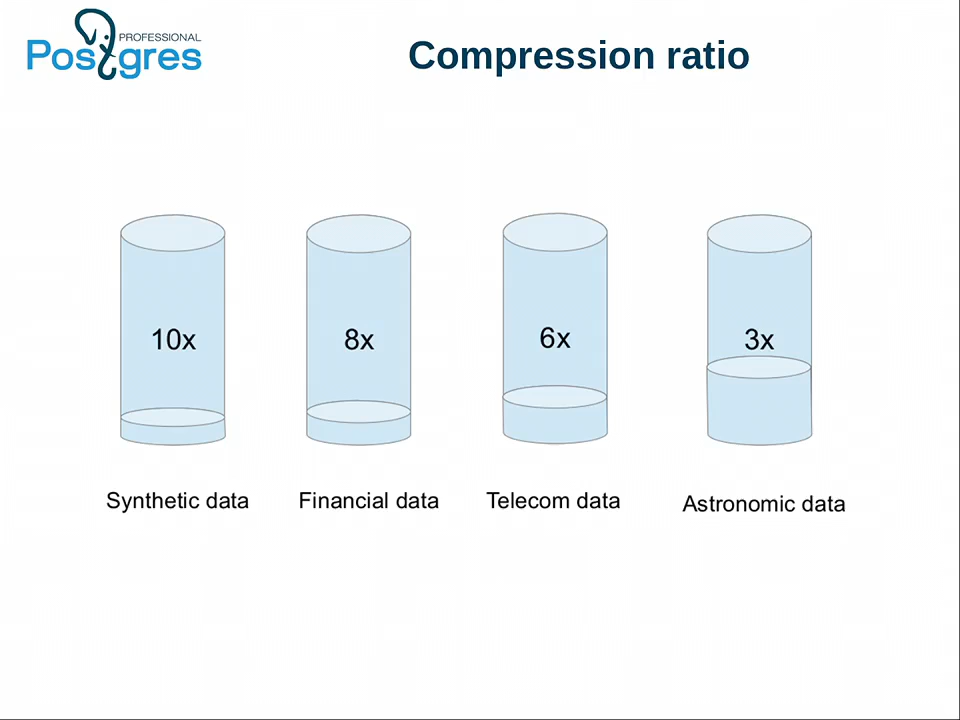 PROFESSIONAL
Postgres
Compression ratio
10x
8x
6x
3x
Synthetic data
Financial data
Telecom data
Astronomic data